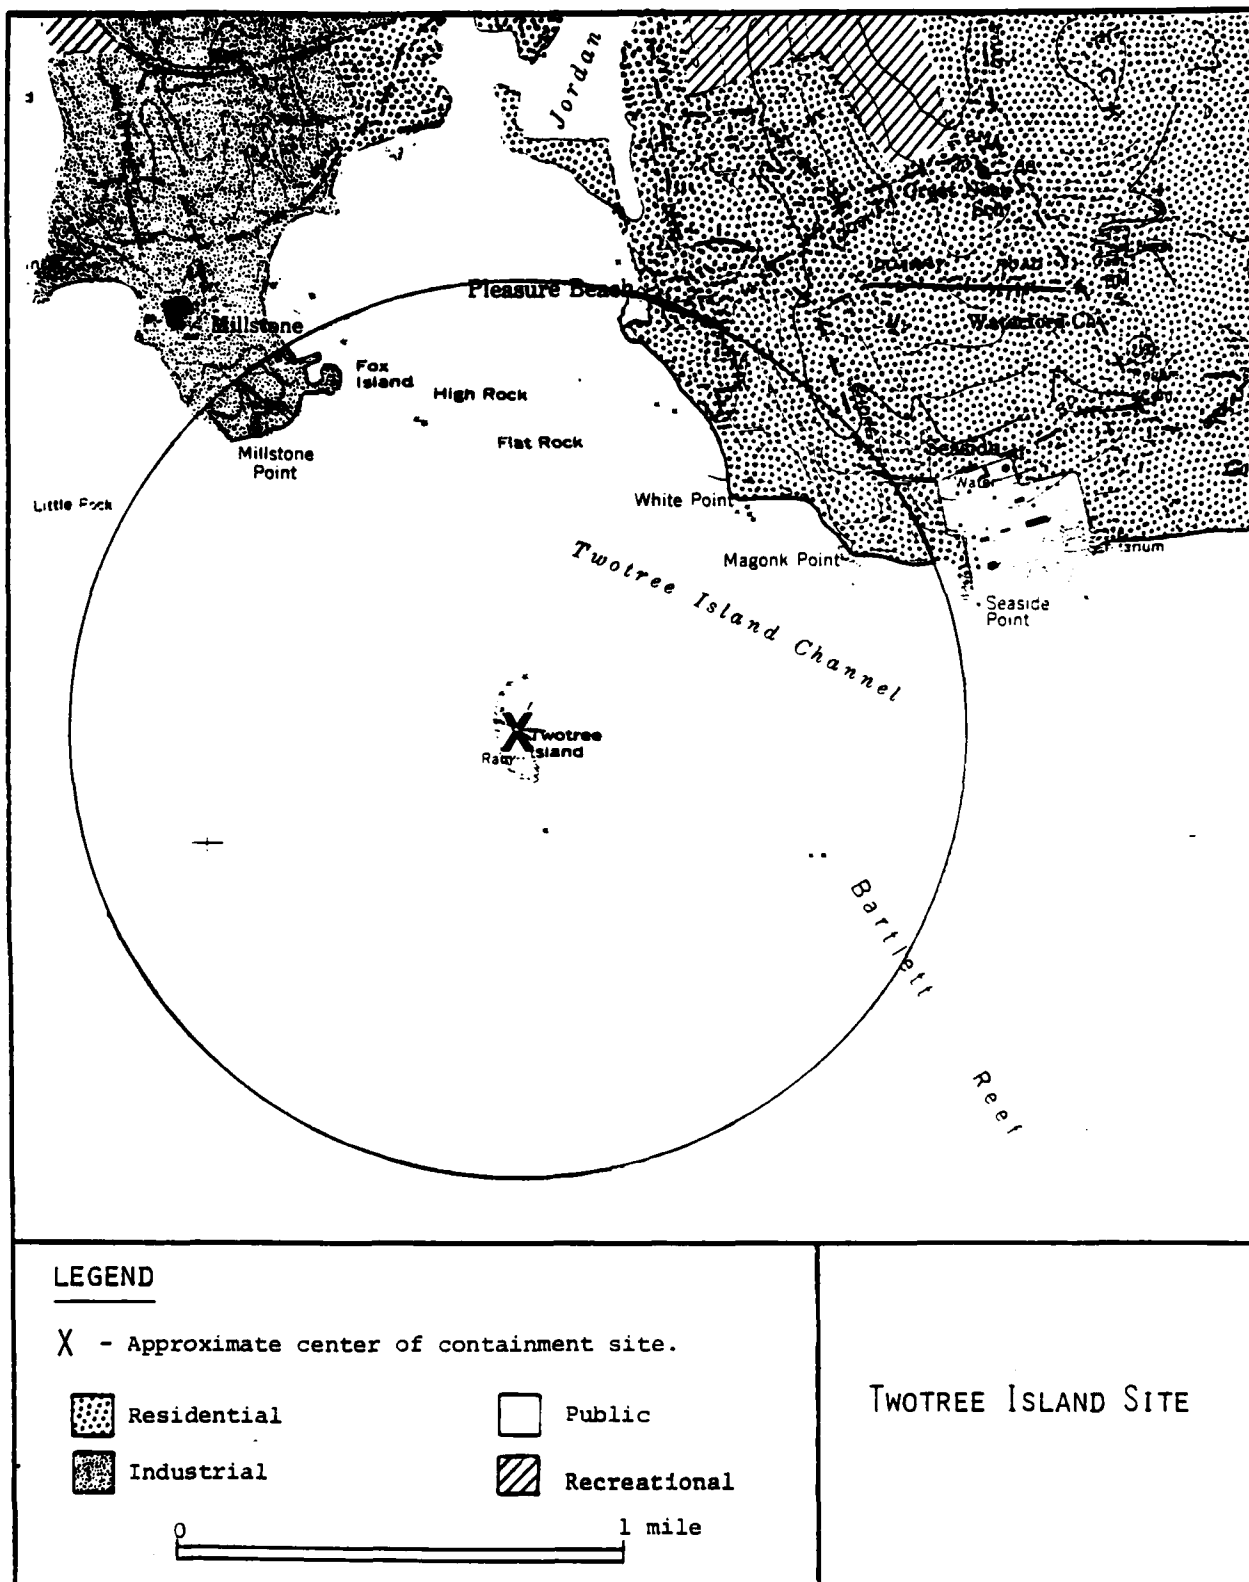 Jordan
Pleasure Beach
Millstone
Fox
Island
High Rock
Flat Rock
Millstone
Point
Little Rock
White Point
Magonk Point
Seaside
Point
Twotree Island Channel
Twotree
Island
Bartlett
Reef
LEGEND
X - Approximate center of containment site.
Residential
Public
Industrial
Recreational
0
1 mile
TWOTREE ISLAND SITE